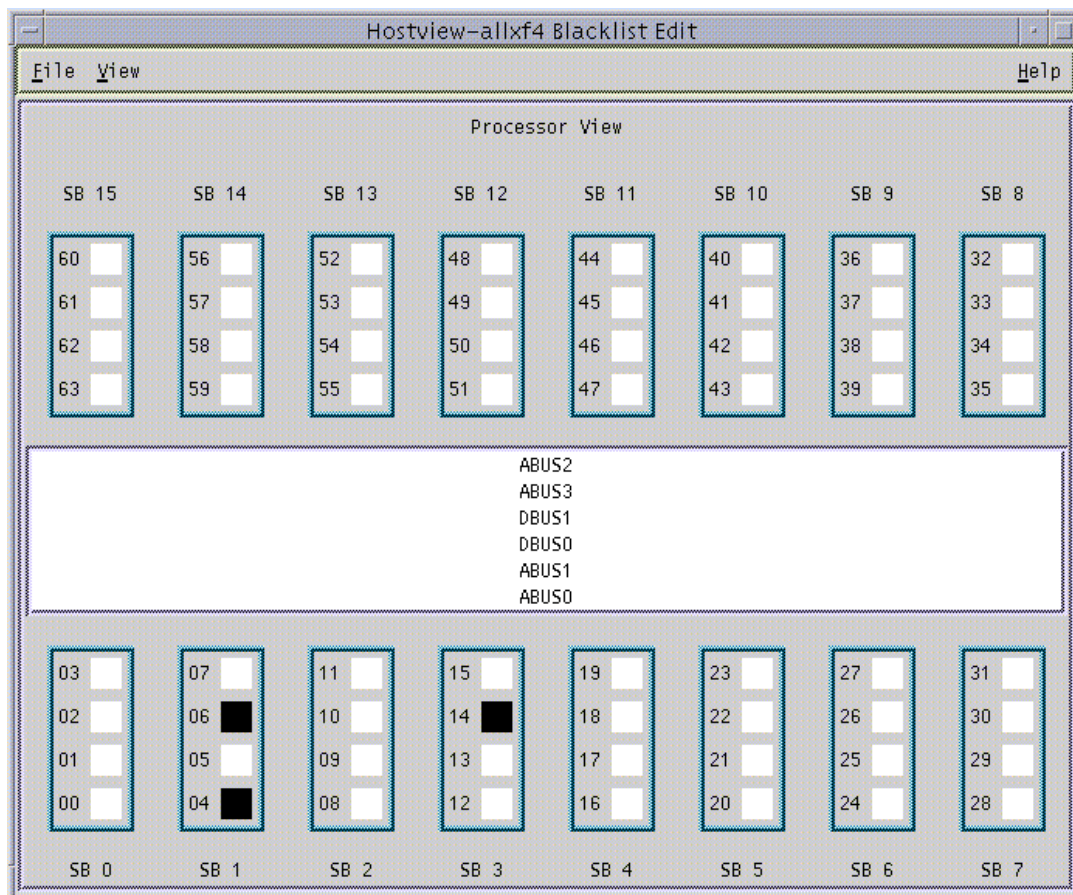 Hostview-allxf4 Blacklist Edit
File View Help
Processor View
SB 15 SB 14 SB 13 SB 12 SB 11 SB 10 SB 9 SB 8
60 56 52 48 44 40 36 32
61 57 53 49 45 41 37 33
62 58 54 50 46 42 38 34
63 59 55 51 47 43 39 35
ABUS2
ABUS3
DBUS1
DBUS0
ABUS1
ABUS0
03 07 11 15 19 23 27 31
02 06 10 14 18 22 26 30
01 05 09 13 17 21 25 29
00 04 08 12 16 20 24 28
SB 0 SB 1 SB 2 SB 3 SB 4 SB 5 SB 6 SB 7